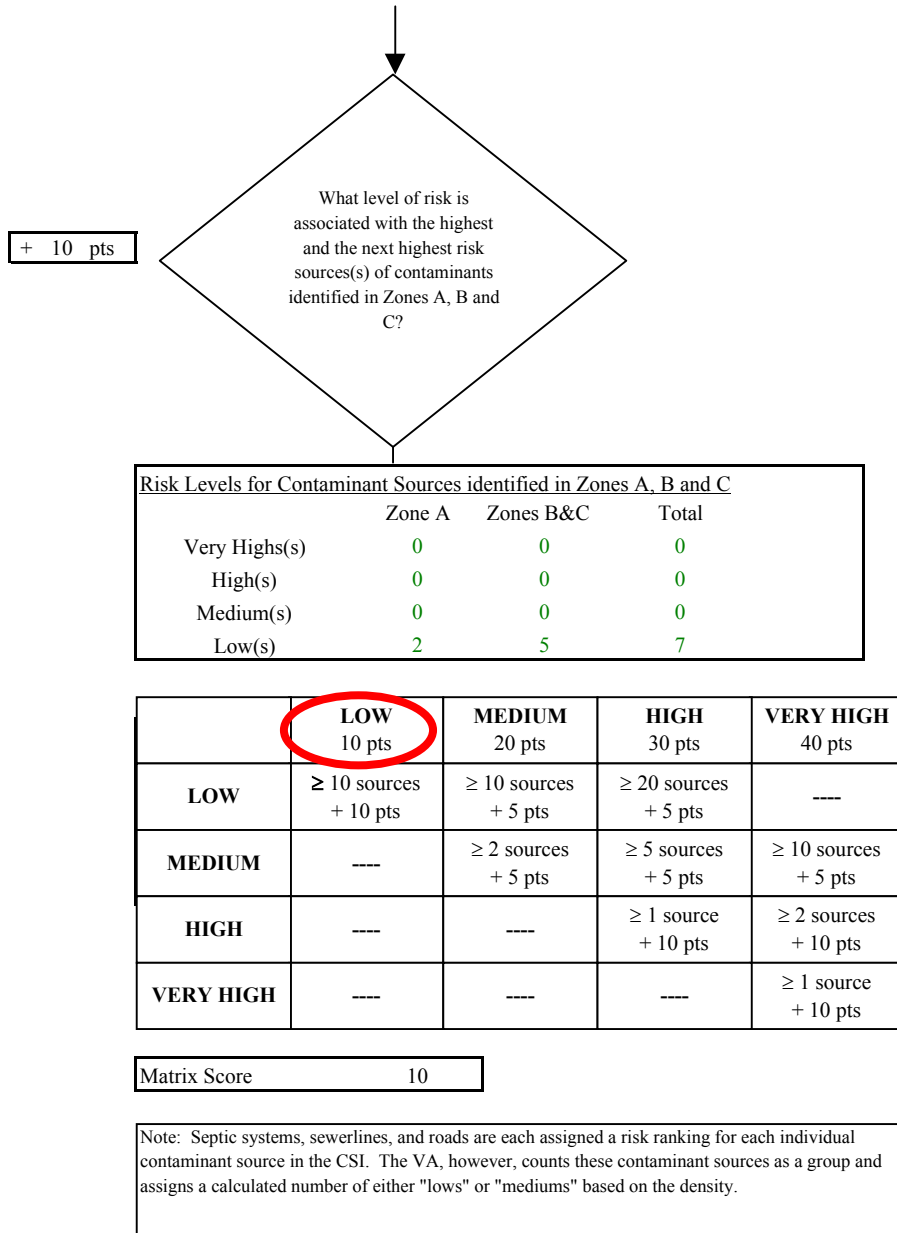 What level of risk is
associated with the highest
and the next highest risk
sources(s) of contaminants
identified in Zones A, B and
C?
+ 10 pts
Risk Levels for Contaminant Sources identified in Zones A, B and C
Zone A Zones B&C Total
Very Highs(s) 0 0 0
High(s) 0 0 0
Medium(s) 0 0 0
Low(s) 2 5 7
LOW MEDIUM HIGH VERY HIGH
10 pts 20 pts 30 pts 40 pts
LOW ≥ 10 sources ≥ 10 sources ≥ 20 sources ----
+ 10 pts + 5 pts + 5 pts
MEDIUM ---- ≥ 2 sources ≥ 5 sources ≥ 10 sources
+ 5 pts + 5 pts + 5 pts
HIGH ---- ---- ≥ 1 source ≥ 2 sources
+ 10 pts + 10 pts
VERY HIGH ---- ---- ---- ≥ 1 source
+ 10 pts
Matrix Score 10
Note: Septic systems, sewerlines, and roads are each assigned a risk ranking for each individual
contaminant source in the CSI. The VA, however, counts these contaminant sources as a group and
assigns a calculated number of either "lows" or "mediums" based on the density.